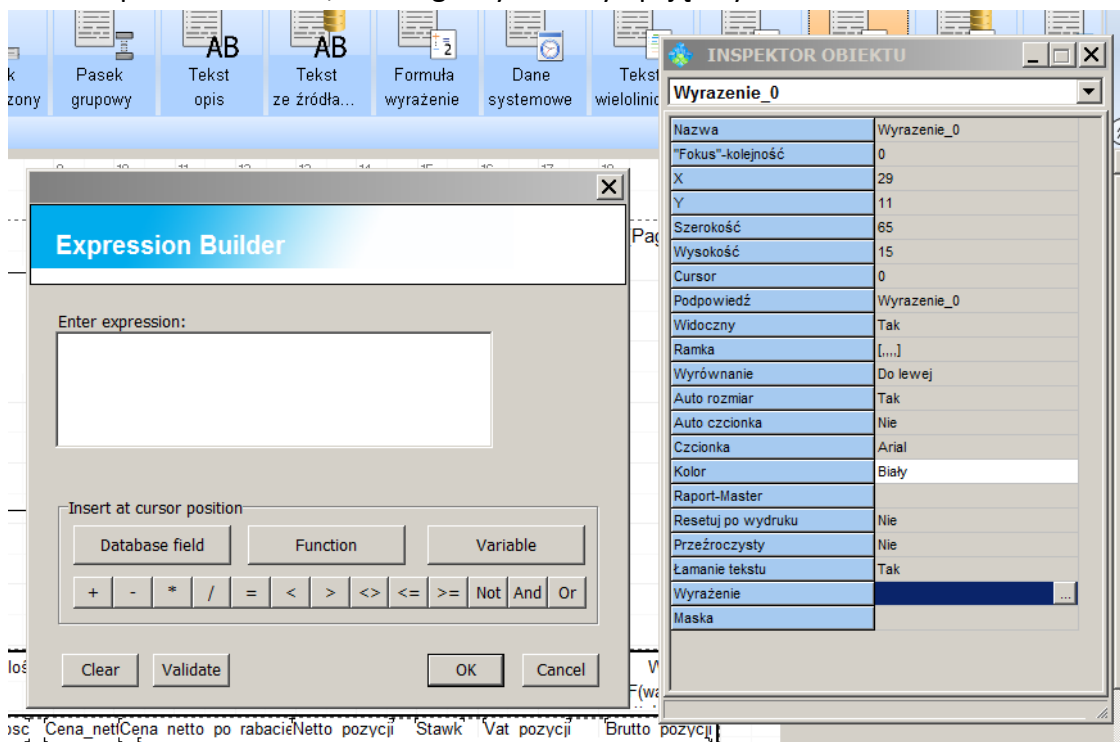 k
zony
Pasek
grupowy
AB
Tekst
opis
AB
Tekst
ze źródła...
Formuła
wyrażenie
Dane
systemowe
INSPEKTOR OBIEKTU
Wyrazenie_0
Nazwa Wyrazenie_0
"Fokus"-kolejność 0
X 29
Y 11
Szerokość 65
Wysokość 15
Cursor 0
Podpowiedź Wyrazenie_0
Widoczny Tak
Ramka [,,,,]
Wyrównanie Do lewej
Auto rozmiar Tak
Auto czcionka Nie
Czcionka Arial
Kolor Biały
Raport-Master
Resetuj po wydruku Nie
Przeźroczysty Nie
Łamanie tekstu Tak
Wyrażenie ...
Maska
Expression Builder
Enter expression:
Insert at cursor position
Database field Function Variable
+ - * / = < > <> <= >= Not And Or
Clear Validate OK Cancel
Cena_nett Cena netto po rabacie Netto pozycji Stawk Vat pozycji Brutto pozycji